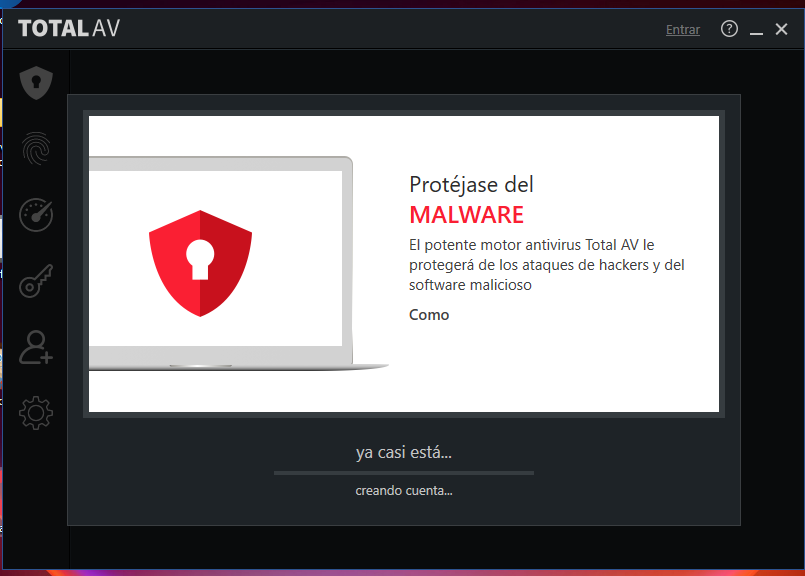 TOTAL AV
Entrar
Protéjase del
MALWARE
El potente motor antivirus Total AV le
protegerá de los ataques de hackers y del
software malicioso
Como
ya casi está...
creando cuenta...